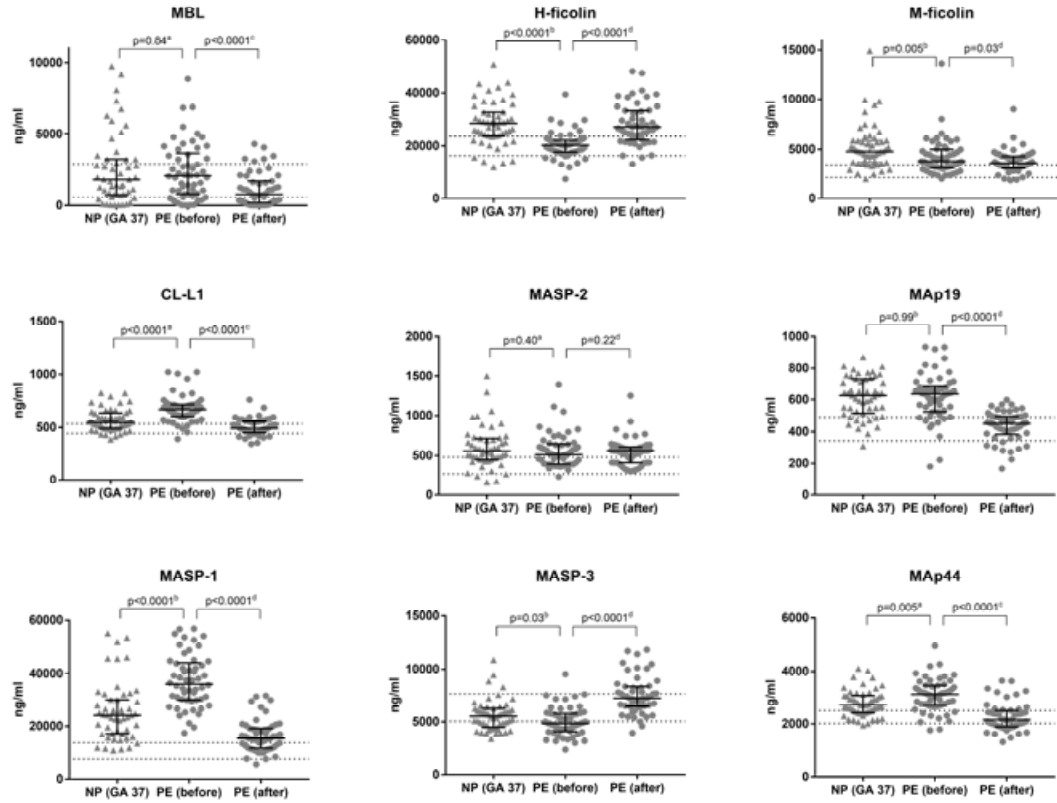 MBL
p=0.84a p<0.0001c
10000
5000
0
ng/ml
NP (GA 37) PE (before) PE (after)
H-ficolin
p<0.0001b p<0.0001d
60000
40000
20000
0
ng/ml
NP (GA 37) PE (before) PE (after)
M-ficolin
p=0.005b p=0.03d
15000
10000
5000
0
ng/ml
NP (GA 37) PE (before) PE (after)
CL-L1
p<0.0001a p<0.0001c
1500
1000
500
0
ng/ml
NP (GA 37) PE (before) PE (after)
MASP-2
p=0.40a p=0.22d
2000
1500
1000
500
0
ng/ml
NP (GA 37) PE (before) PE (after)
MAp19
p=0.99b p<0.0001d
1000
800
600
400
200
0
ng/ml
NP (GA 37) PE (before) PE (after)
MASP-1
p<0.0001b p<0.0001d
60000
40000
20000
0
ng/ml
NP (GA 37) PE (before) PE (after)
MASP-3
p=0.03b p<0.0001d
15000
10000
5000
0
ng/ml
NP (GA 37) PE (before) PE (after)
MAp44
p=0.005a p<0.0001c
6000
4000
2000
0
ng/ml
NP (GA 37) PE (before) PE (after)